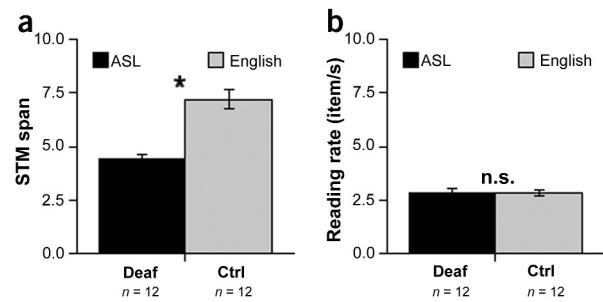 a
10.0
ASL
English
7.5
*
STM span
5.0
2.5
0.0
Deaf
Ctrl
n = 12
n = 12
b
10.0
ASL
English
7.5
Reading rate (item/s)
5.0
n.s.
2.5
0.0
Deaf
Ctrl
n = 12
n = 12